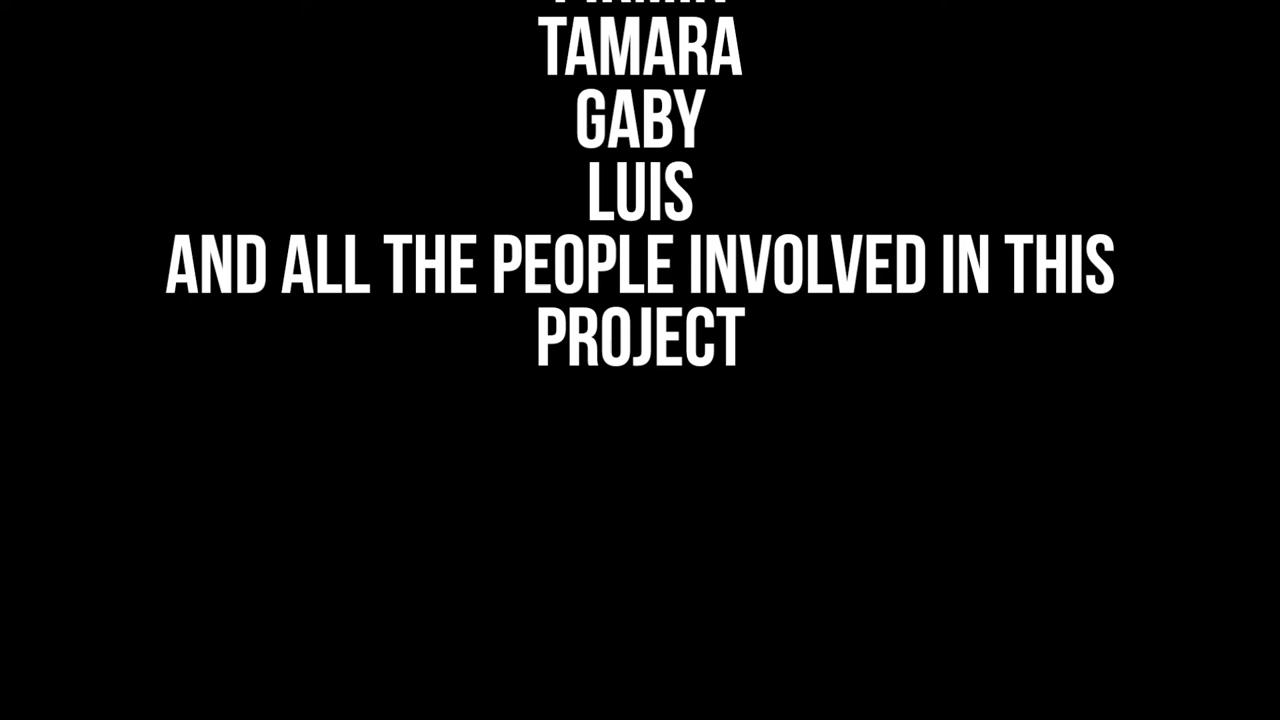 TAMARA
GABY
LUIS
AND ALL THE PEOPLE INVOLVED IN THIS
PROJECT